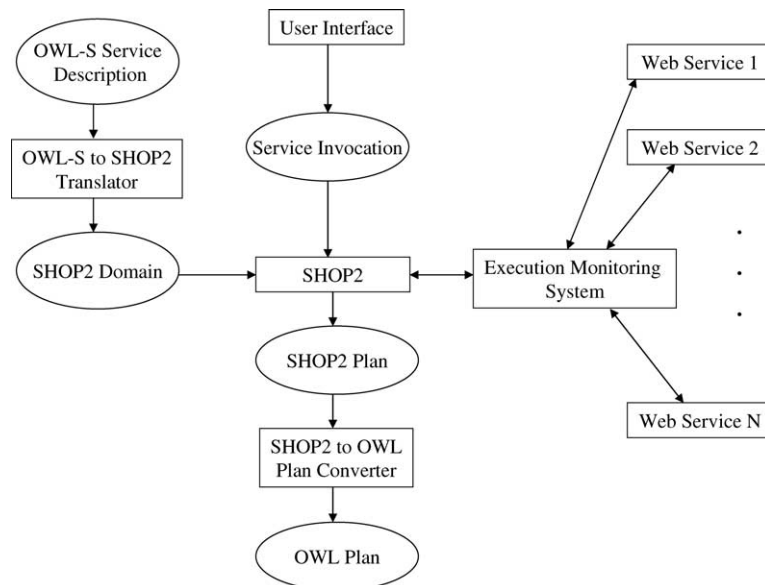 User Interface
OWL-S Service
Description
Web Service 1
OWL-S to SHOP2
Translator
Service Invocation
Web Service 2
SHOP2 Domain
SHOP2
Execution Monitoring
System
SHOP2 Plan
Web Service N
SHOP2 to OWL
Plan Converter
OWL Plan